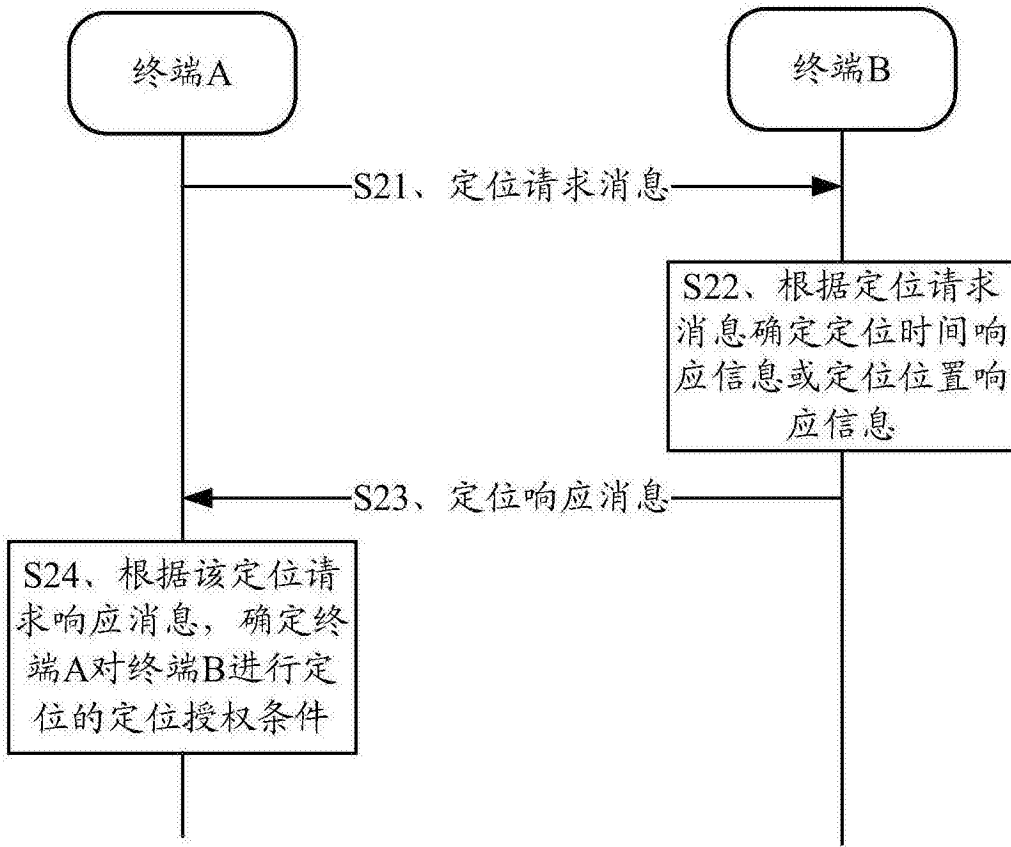 终端A
终端B
S21、定位请求消息
S22、根据定位请求
消息确定定位时间响
应信息或定位位置响
应信息
S23、定位响应消息
S24、根据该定位请
求响应消息，确定终
端A对终端B进行定
位的定位授权条件